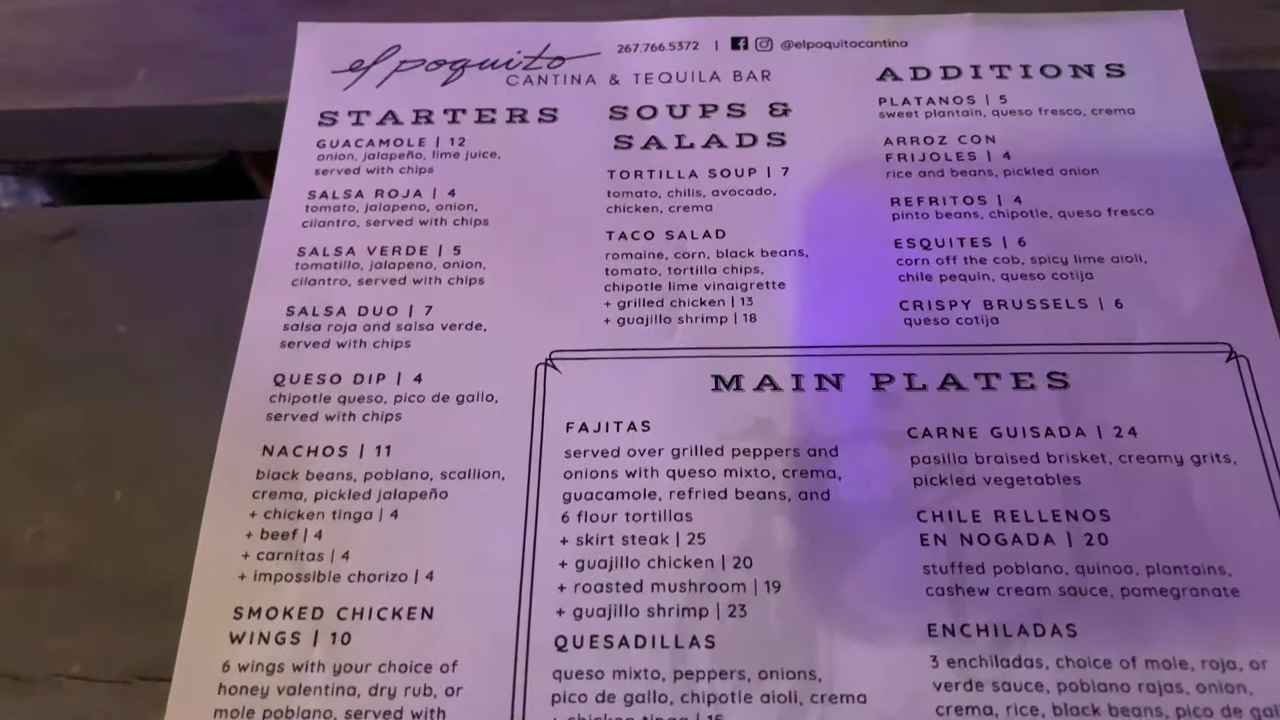 el poquito
267.766.5372 | @elpoquitocantina
CANTINA & TEQUILA BAR
STARTERS
GUACAMOLE | 12
onion, jalapeño, lime juice,
served with chips
SALSA ROJA | 4
tomato, jalapeno, onion,
cilantro, served with chips
SALSA VERDE | 5
tomatillo, jalapeno, onion,
cilantro, served with chips
SALSA DUO | 7
salsa roja and salsa verde,
served with chips
QUESO DIP | 4
chipotle queso, pico de gallo,
served with chips
NACHOS | 11
black beans, poblano, scallion,
crema, pickled jalapeño
+ chicken tinga | 4
+ beef | 4
+ carnitas | 4
+ impossible chorizo | 4
SMOKED CHICKEN
WINGS | 10
6 wings with your choice of
honey valentina, dry rub, or
mole poblano, served with
SOUPS &
SALADS
TORTILLA SOUP | 7
tomato, chilis, avocado,
chicken, crema
TACO SALAD
romaine, corn, black beans,
tomato, tortilla chips,
chipotle lime vinaigrette
+ grilled chicken | 13
+ guajillo shrimp | 18
ADDITIONS
PLATANOS | 5
sweet plantain, queso fresco, crema
ARROZ CON
FRIJOLES | 4
rice and beans, pickled onion
REFRITOS | 4
pinto beans, chipotle, queso fresco
ESQUITES | 6
corn off the cob, spicy lime aioli,
chile pequin, queso cotija
CRISPY BRUSSELS | 6
queso cotija
MAIN PLATES
FAJITAS
served over grilled peppers and
onions with queso mixto, crema,
guacamole, refried beans, and
6 flour tortillas
+ skirt steak | 25
+ guajillo chicken | 20
+ roasted mushroom | 19
+ guajillo shrimp | 23
QUESADILLAS
queso mixto, peppers, onions,
pico de gallo, chipotle aioli, crema
+ chicken tinga | 16
CARNE GUISADA | 24
pasilla braised brisket, creamy grits,
pickled vegetables
CHILE RELLENOS
EN NOGADA | 20
stuffed poblano, quinoa, plantains,
cashew cream sauce, pomegranate
ENCHILADAS
3 enchiladas, choice of mole, roja, or
verde sauce, poblano rajas, onion,
crema, rice, black beans, pico de gal